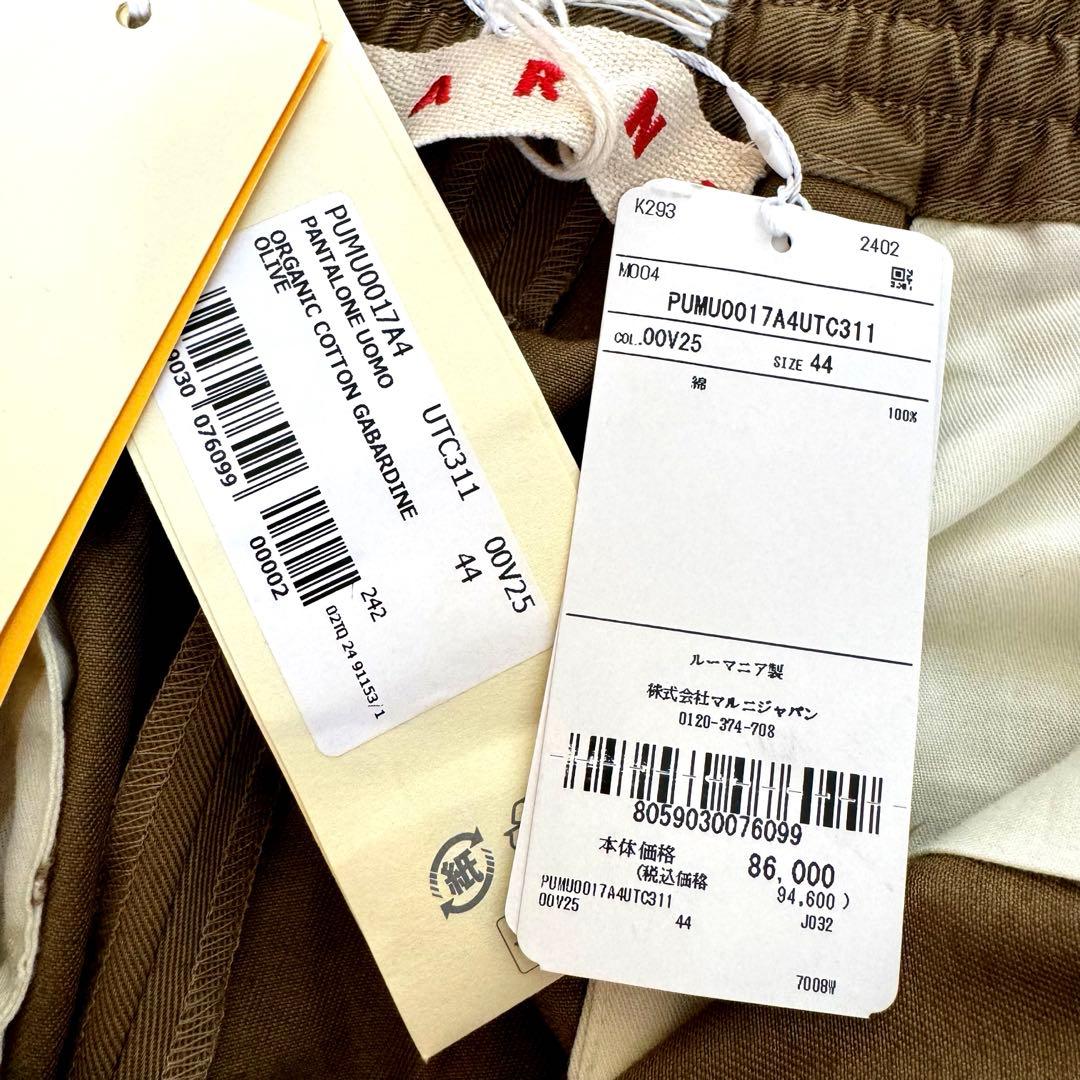 ARN
PUMU0017A4 UTC311 00V25
PANTALONE UOMO 44
ORGANIC COTTON GABARDINE
OLIVE
9030 076099
00002
242
02TQ 24 91153/1
紙
K293
2402
M004
PUMU0017A4UTC311
COL.00V25 SIZE 44
綿
100%
ルーマニア製
株式会社マルニジャパン
0120-374-708
8059030076099
本体価格 86,000
(税込価格 94,600)
PUMU0017A4UTC311 J032
00V25
44
7008W